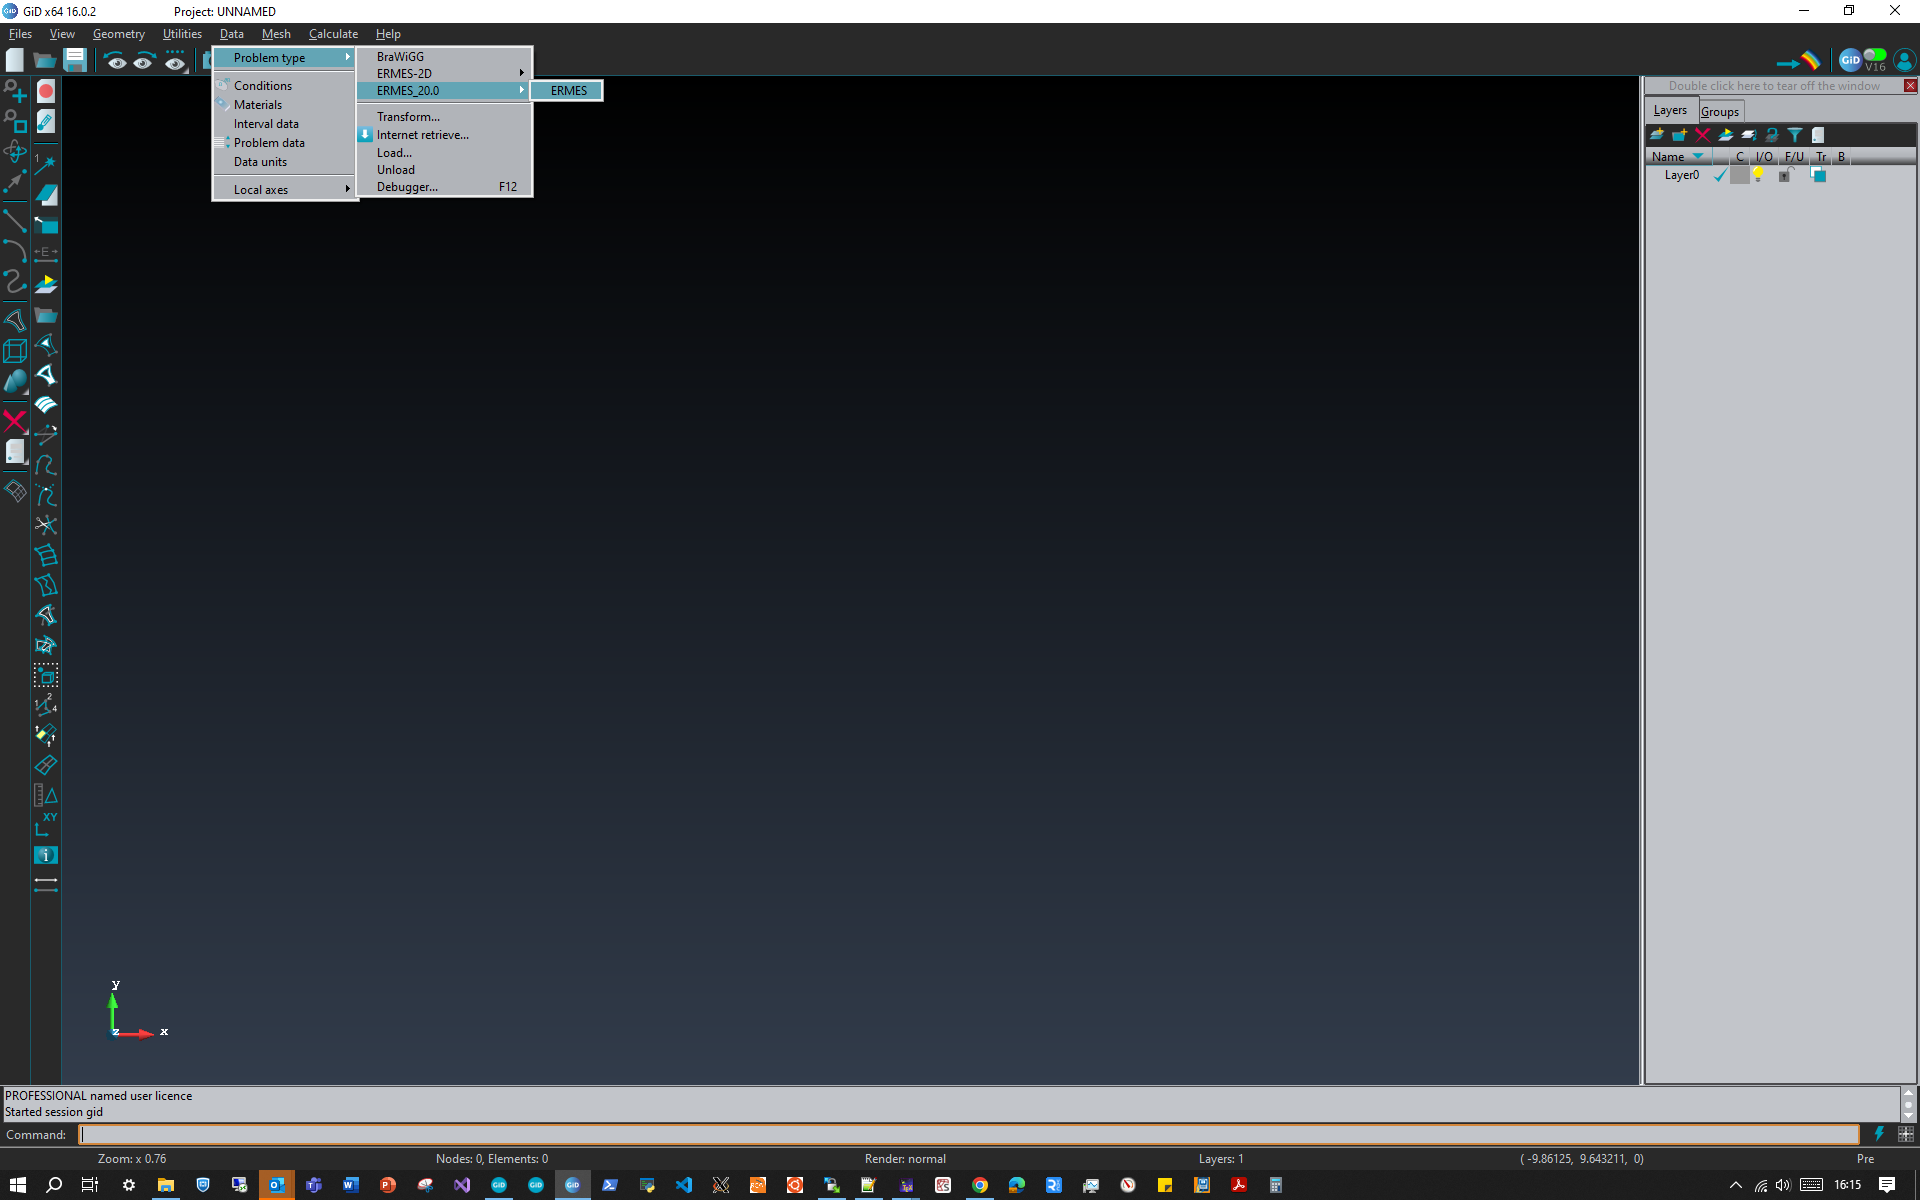 GiD x64 16.0.2 Project: UNNAMED
Files View Geometry Utilities Data Mesh Calculate Help
Problem type
Conditions
Materials
Interval data
Problem data
Data units
Local axes
BraWiGG
ERMES-2D
ERMES_20.0
Transform...
Internet retrieve...
Load...
Unload
Debugger... F12
ERMES
GiD V16
Double click here to tear off the window
Layers Groups
Name C I/O F/U Tr B
Layer0
y
z x
PROFESSIONAL named user licence
Started session gid
Command:
Zoom: x 0.76 Nodes: 0, Elements: 0 Render: normal Layers: 1 ( -9.86125, 9.643211, 0) Pre
16:15